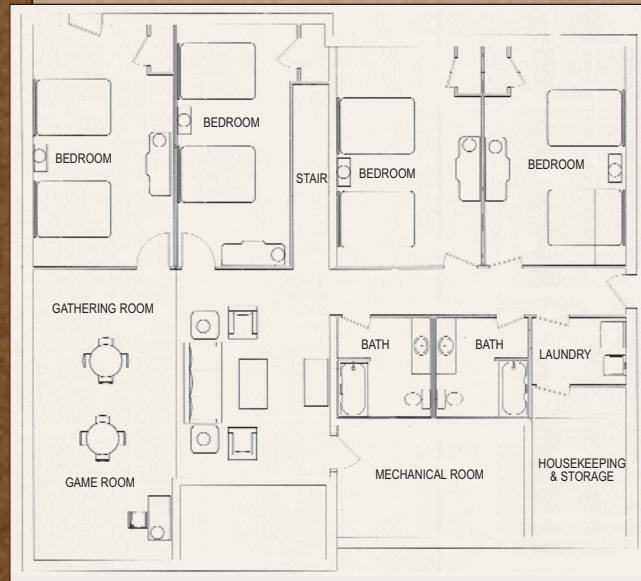 BEDROOM
BEDROOM
STAIR
BEDROOM
BEDROOM
GATHERING ROOM
BATH
BATH
LAUNDRY
GAME ROOM
MECHANICAL ROOM
HOUSEKEEPING
& STORAGE